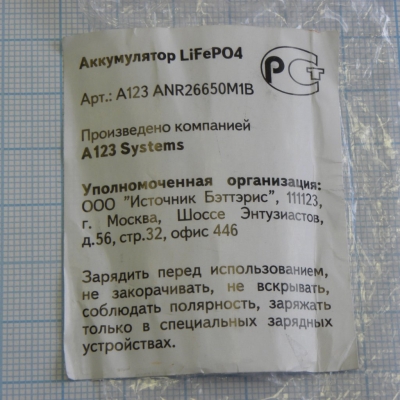 Аккумулятор LiFePO4
Арт.: A123 ANR26650M1B
Произведено компанией
A123 Systems
Уполномоченная организация:
ООО "Источник Бэттэрис", 111123,
г. Москва, Шоссе Энтузиастов,
д.56, стр.32, офис 446
Зарядить перед использованием,
не закорачивать, не вскрывать,
соблюдать полярность, заряжать
только в специальных зарядных
устройствах.